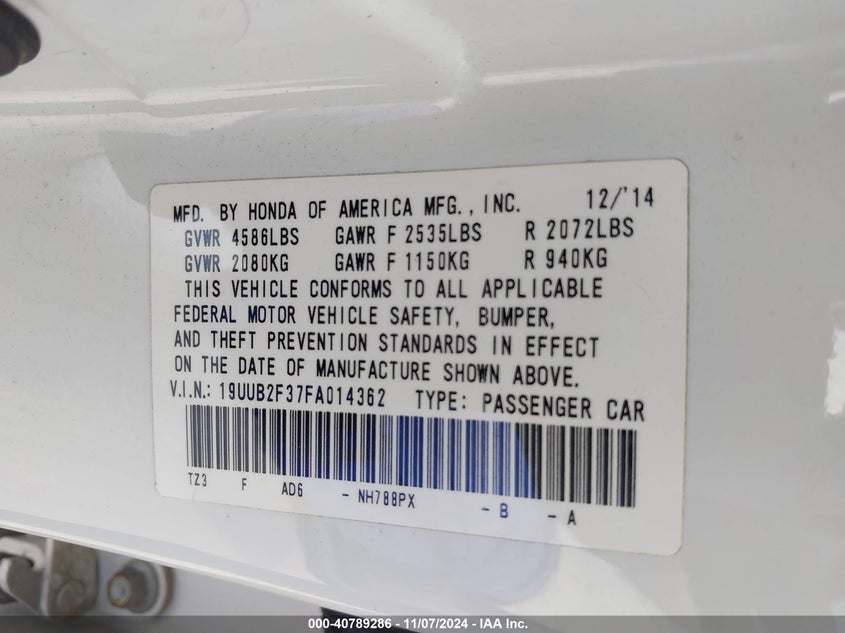 MFD. BY HONDA OF AMERICA MFG., INC. 12/'14
GVWR 4586LBS GAWR F 2535LBS R 2072LBS
GVWR 2080KG GAWR F 1150KG R 940KG
THIS VEHICLE CONFORMS TO ALL APPLICABLE
FEDERAL MOTOR VEHICLE SAFETY, BUMPER,
AND THEFT PREVENTION STANDARDS IN EFFECT
ON THE DATE OF MANUFACTURE SHOWN ABOVE.
V.I.N.: 19UUB2F37FA014362 TYPE: PASSENGER CAR
TZ3 F AD6 - NH788PX - B - A
000-40789286 - 11/07/2024 - IAA Inc.